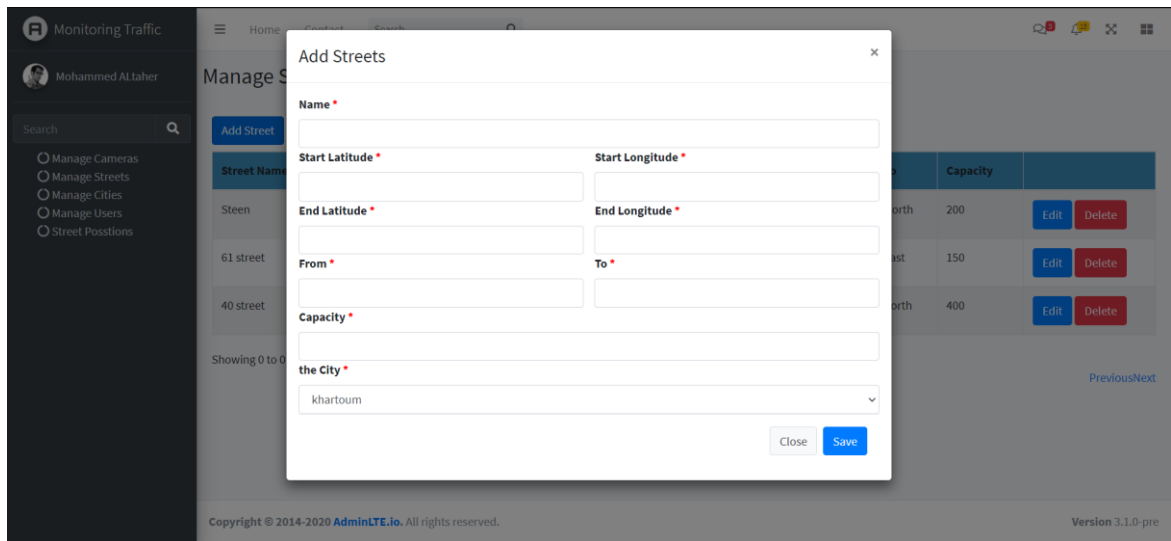 Monitoring Traffic
Home Contact Search
Mohammed ALtaher
Search
Manage Cameras
Manage Streets
Manage Cities
Manage Users
Street Posstions
Manage S
Add Street
Street Name Capacity
Steen orth 200 Edit Delete
61 street ast 150 Edit Delete
40 street orth 400 Edit Delete
Showing 0 to 0
PreviousNext
Add Streets ×
Name *
Start Latitude * Start Longitude *
End Latitude * End Longitude *
From * To *
Capacity *
the City *
khartoum
Close Save
Copyright © 2014-2020 AdminLTE.io. All rights reserved. Version 3.1.0-pre